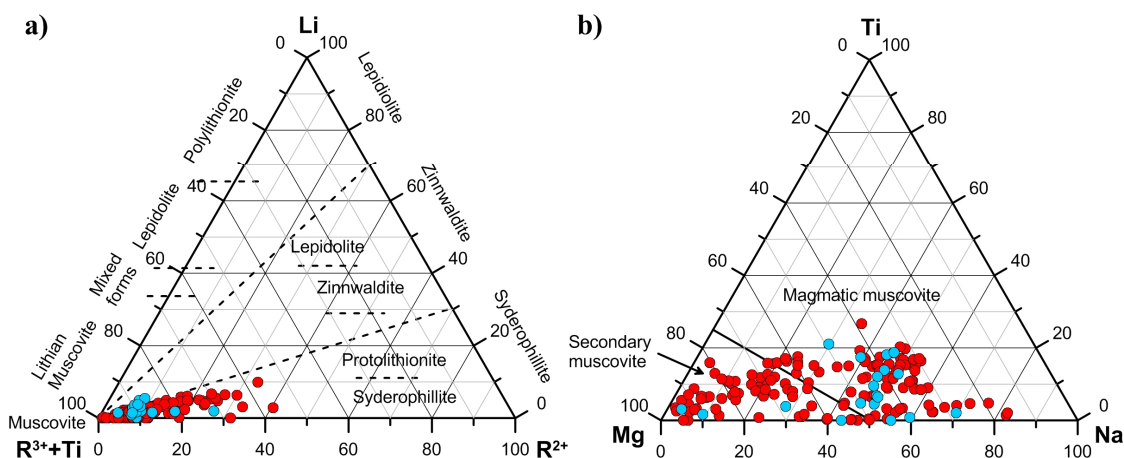 a)
Li
0
100
Polylithionite
Lepidiolite
20
80
40
60
Lepidolite
Zinnwaldite
Lepidolite
Mixed
forms
60
40
Zinnwaldite
Lithian
Muscovite
80
20
Syderophillite
Protolithionite
Syderophillite
Muscovite
100
0
R³⁺+Ti
0
20
40
60
80
100
R²⁺
b)
Ti
0
100
20
80
40
60
60
40
Magmatic muscovite
Secondary
muscovite
80
20
100
0
Mg
0
20
40
60
80
100
Na